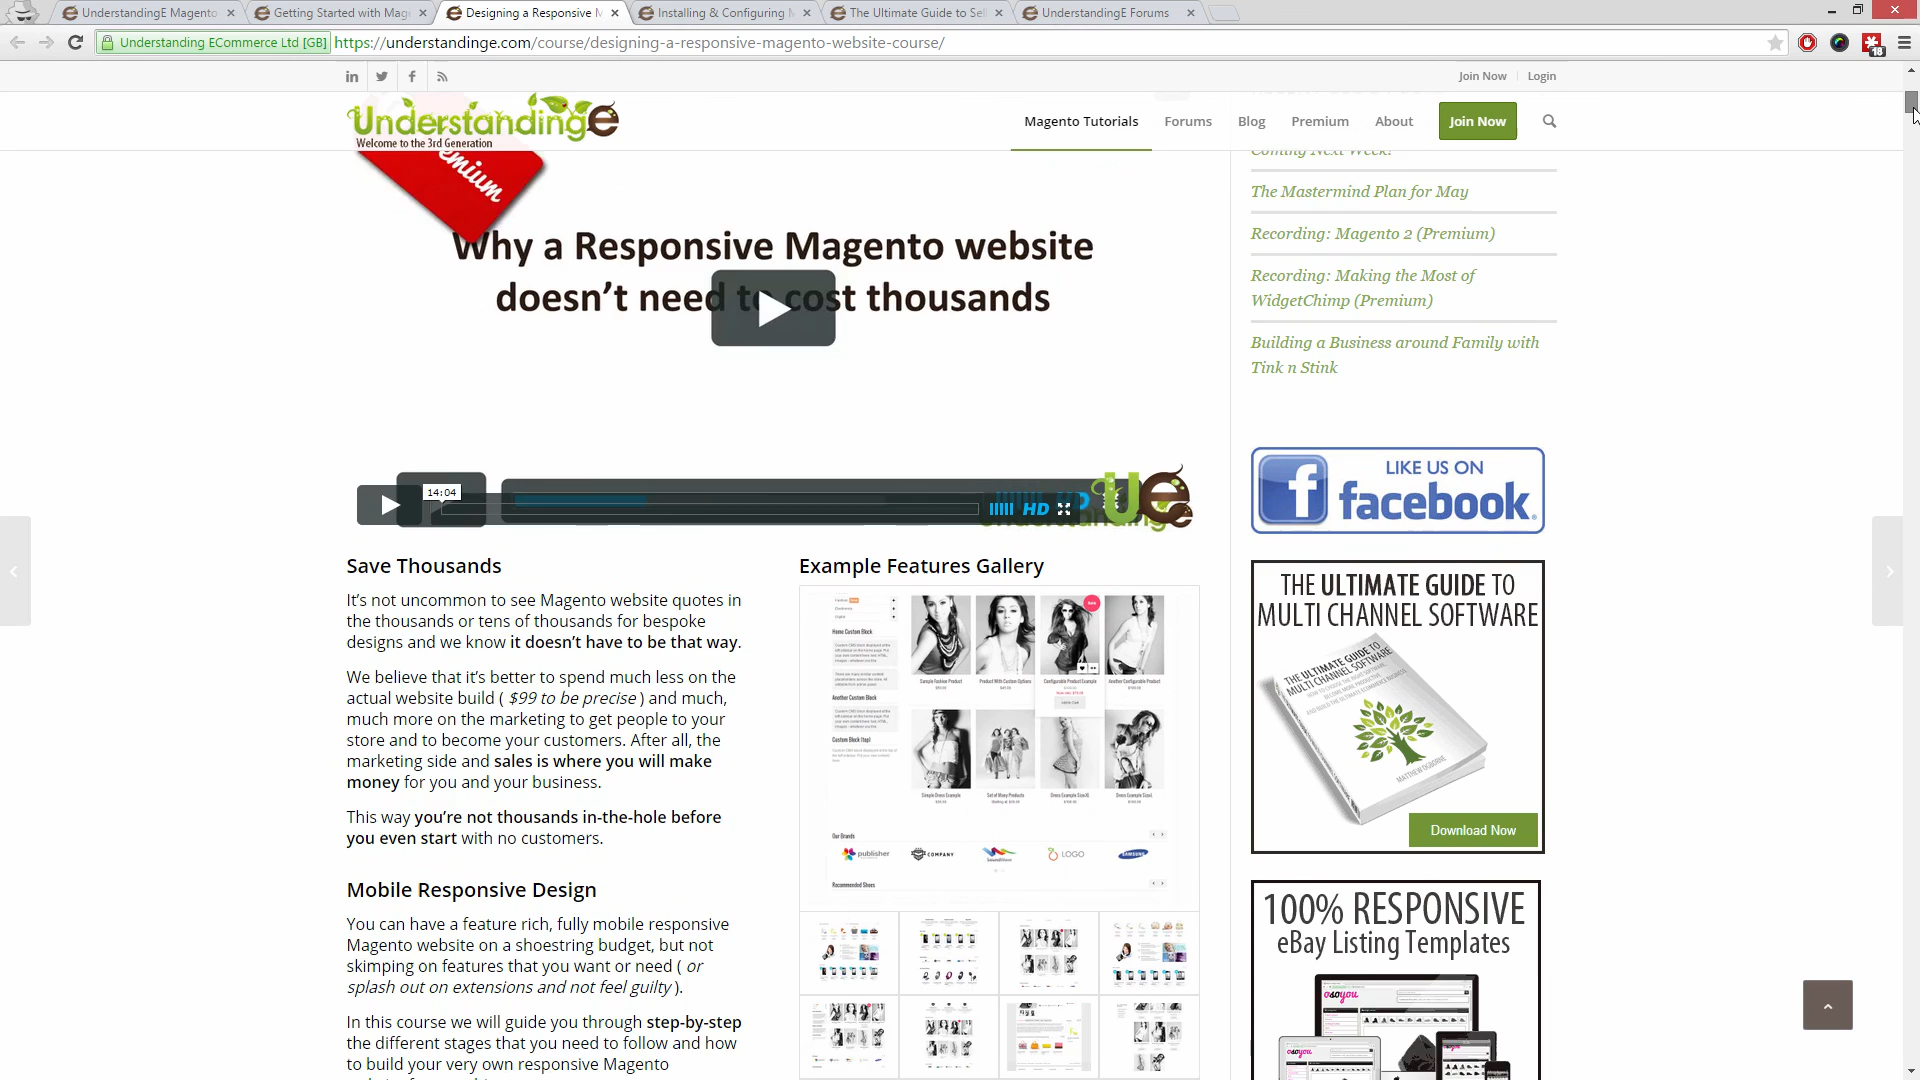 UnderstandingE Magento
Getting Started with Mag
Designing a Responsive M
Installing & Configuring M
The Ultimate Guide to Sel
UnderstandingE Forums
Understanding ECommerce Ltd [GB]
https://understandinge.com/course/designing-a-responsive-magento-website-course/
18
Join Now
Login
UnderstandingE
Welcome to the 3rd Generation
Magento Tutorials
Forums
Blog
Premium
About
Join Now
emium
Why a Responsive Magento website
doesn't need to cost thousands
14:04
HD
Coming Next Week!
The Mastermind Plan for May
Recording: Magento 2 (Premium)
Recording: Making the Most of
WidgetChimp (Premium)
Building a Business around Family with
Tink n Stink
LIKE US ON
facebook
Save Thousands
It's not uncommon to see Magento website quotes in
the thousands or tens of thousands for bespoke
designs and we know it doesn't have to be that way.
We believe that it's better to spend much less on the
actual website build ( $99 to be precise ) and much,
much more on the marketing to get people to your
store and to become your customers. After all, the
marketing side and sales is where you will make
money for you and your business.
This way you're not thousands in-the-hole before
you even start with no customers.
Mobile Responsive Design
You can have a feature rich, fully mobile responsive
Magento website on a shoestring budget, but not
skimping on features that you want or need ( or
splash out on extensions and not feel guilty ).
In this course we will guide you through step-by-step
the different stages that you need to follow and how
to build your very own responsive Magento
Example Features Gallery
Home Custom Block
Another Custom Block
Custom Block (top)
Sample Fashion Product
Product With Custom Options
Configurable Product Example
Another Configurable Product
Simple Dress Example
Set of Many Products
Our Brands
publisher
COMPANY
LOGO
SAMSUNG
Recommended Shoes
THE ULTIMATE GUIDE TO
MULTI CHANNEL SOFTWARE
THE ULTIMATE GUIDE TO
MULTI CHANNEL SOFTWARE
MATTHEW OGBORNE
Download Now
100% RESPONSIVE
eBay Listing Templates
osoyou
osoyou